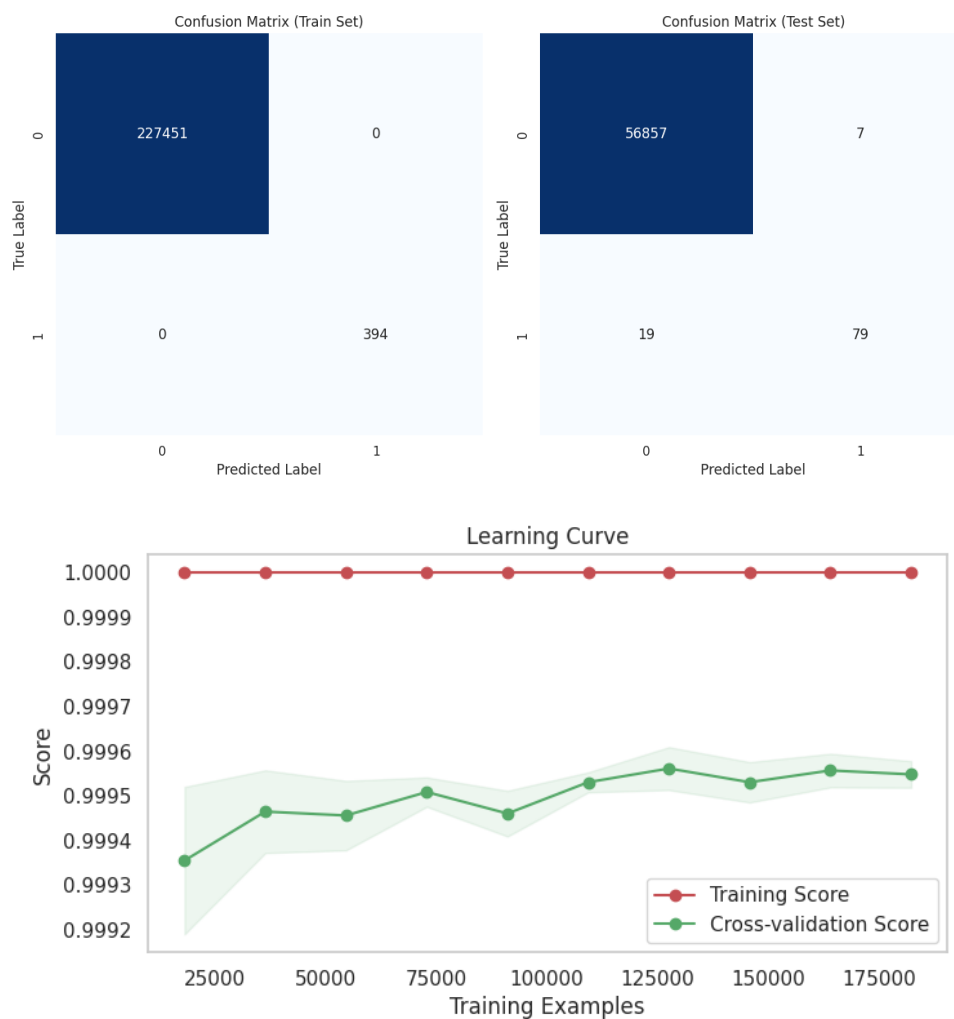 Confusion Matrix (Train Set)
Confusion Matrix (Test Set)
True Label
0
1
227451
0
0
394
0
1
Predicted Label
True Label
0
1
56857
7
19
79
0
1
Predicted Label
Learning Curve
Score
1.0000
0.9999
0.9998
0.9997
0.9996
0.9995
0.9994
0.9993
0.9992
Training Score
Cross-validation Score
25000
50000
75000
100000
125000
150000
175000
Training Examples